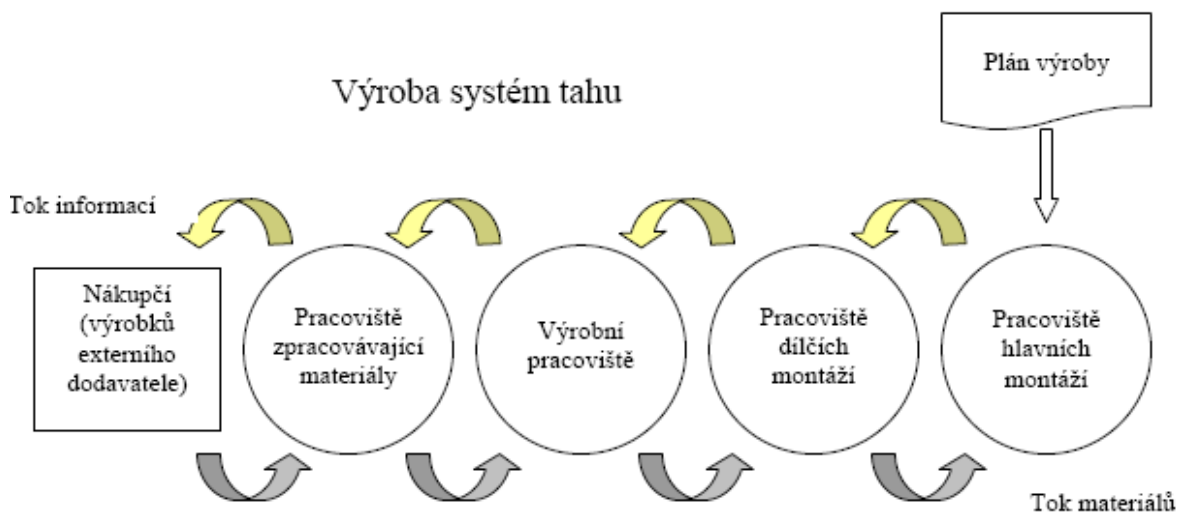 Plán výroby
Výroba systém tahu
Tok informací
Nákupčí
(výrobků
externího
dodavatele)
Pracoviště
zpracovávající
materiály
Výrobní
pracoviště
Pracoviště
dílčích
montáží
Pracoviště
hlavních
montáží
Tok materiálů